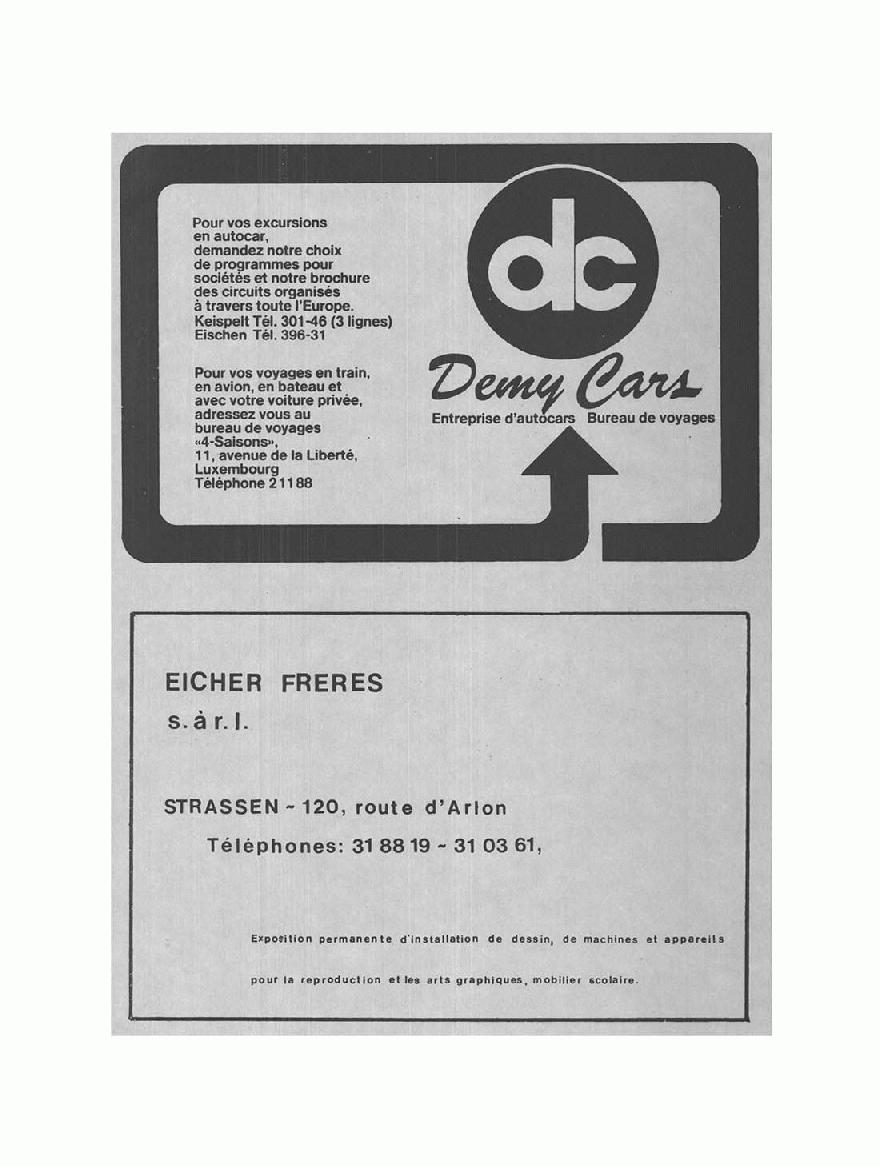 Pour vos excursions
en autocar,
demandez notre choix
de programmes pour
sociétés et notre brochure
des circuits organisés
à travers toute l'Europe.
Keispelt Tél. 301-46 (3 lignes)
Eischen Tél. 396-31
Pour vos voyages en train,
en avion, en bateau et
avec votre voiture privée,
adressez vous au
bureau de voyages
«4-Saisons»,
11, avenue de la Liberté,
Luxembourg
Téléphone 2 11 88
dc
Demy Cars
Entreprise d'autocars Bureau de voyages
EICHER FRERES
s. à r. l.
STRASSEN ~ 120, route d'Arlon
Téléphones: 31 88 19 ~ 31 03 61,
Exposition permanente d'installation de dessin, de machines et appareils
pour la reproduction et les arts graphiques, mobilier scolaire.